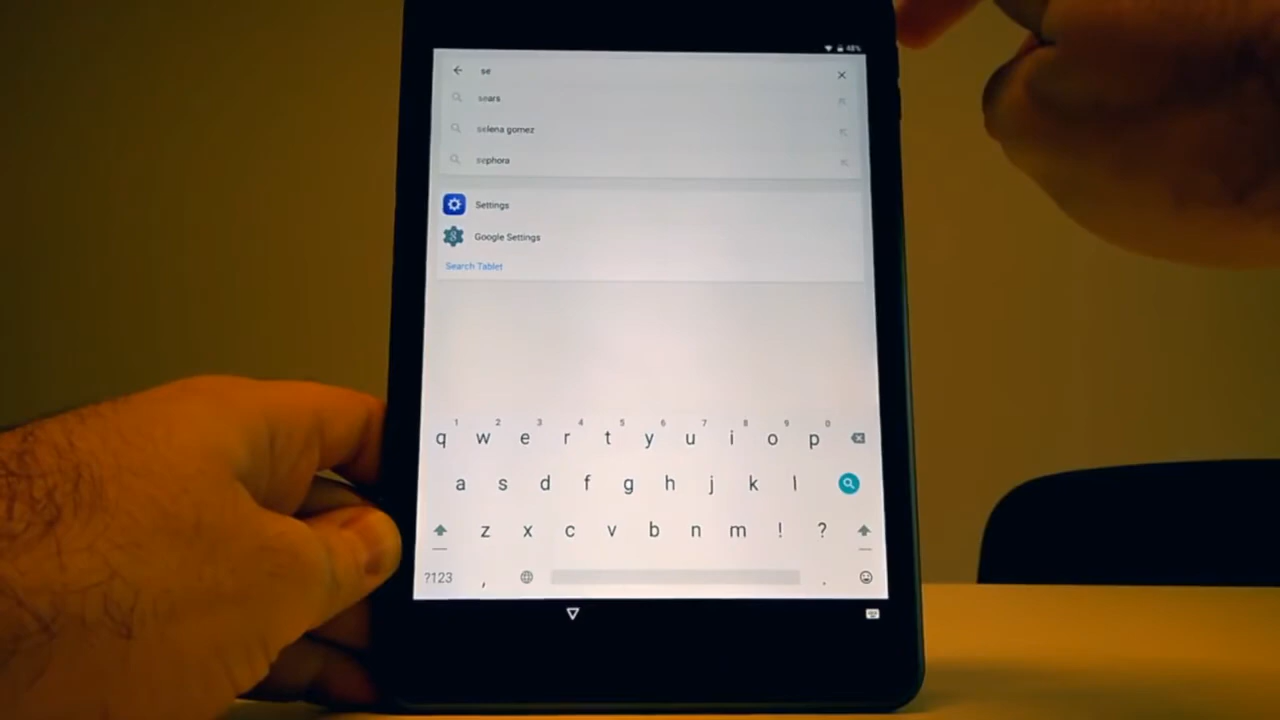 48%
se
sears
selena gomez
sephora
Settings
Google Settings
Search Tablet
1 2 3 4 5 6 7 8 9 0
q w e r t y u i o p
a s d f g h j k l
z x c v b n m ! ?
?123 , .